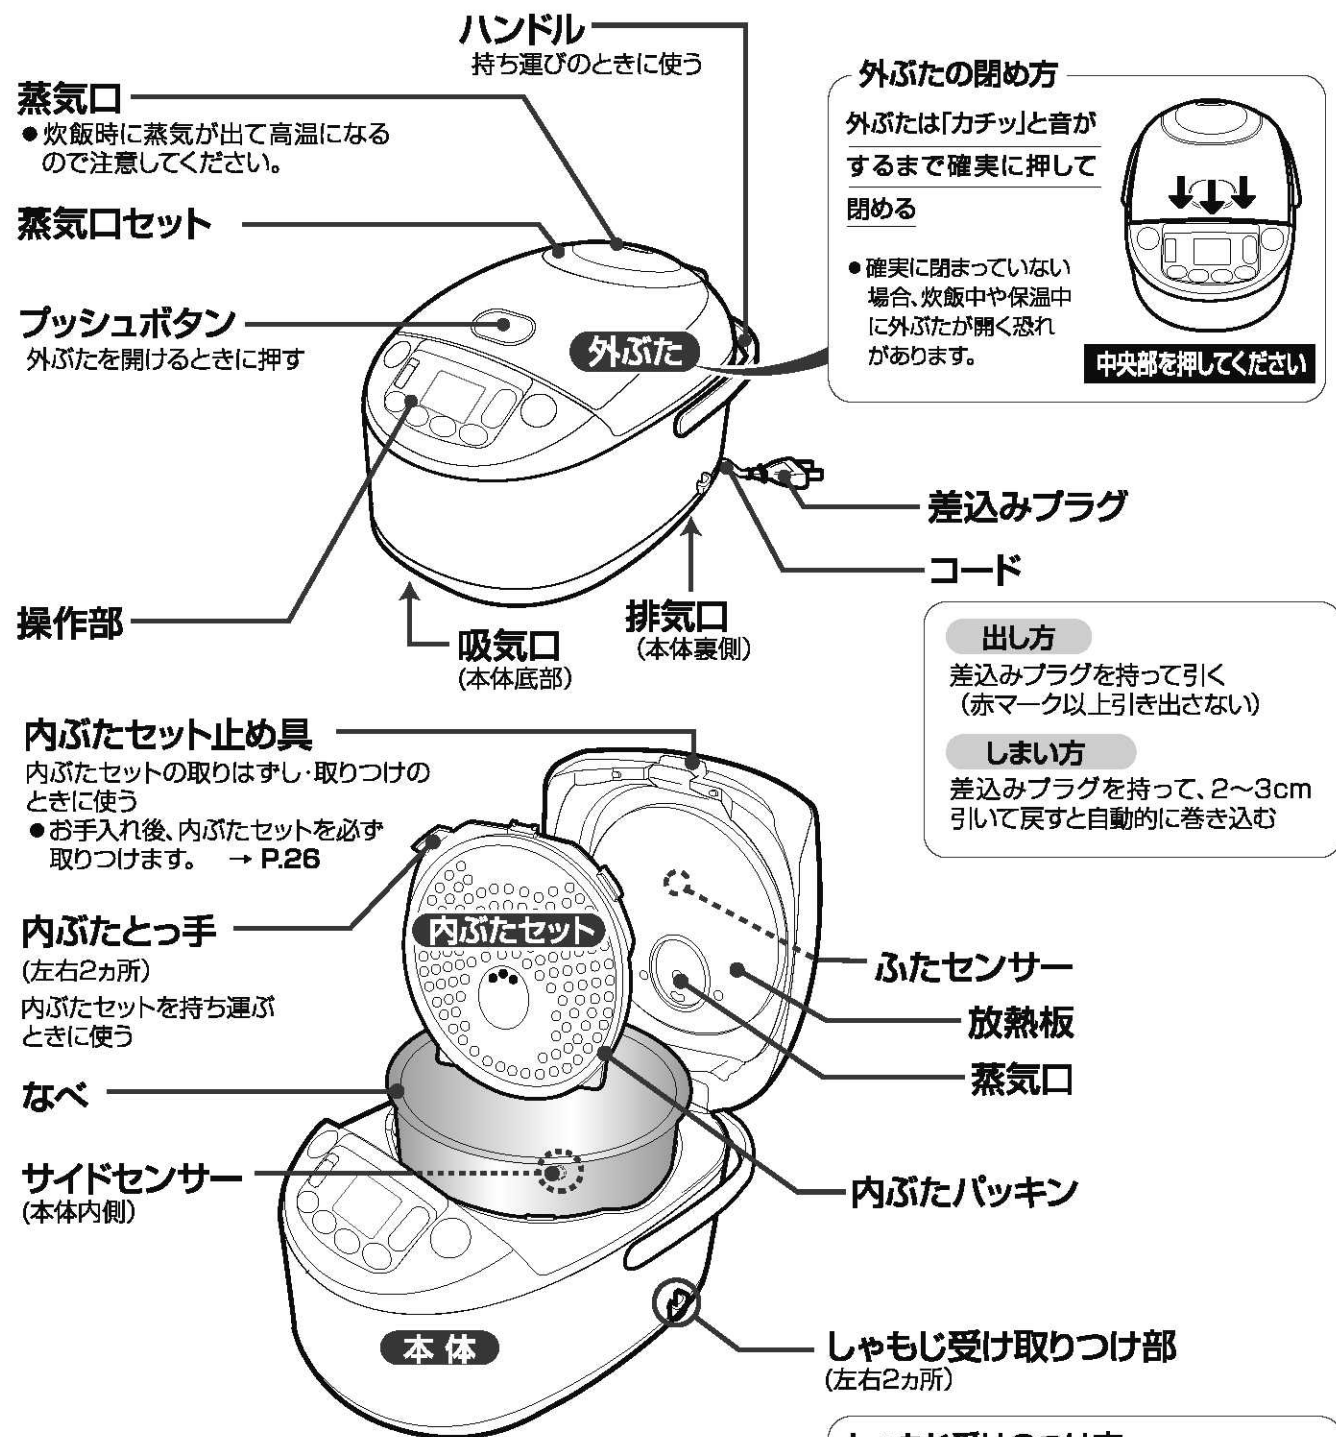 ハンドル
持ち運びのときに使う
蒸気口
●炊飯時に蒸気が出て高温になる
ので注意してください。
蒸気口セット
プッシュボタン
外ぶたを開けるときに押す
外ぶた
操作部
吸気口
(本体底部)
排気口
(本体裏側)
外ぶたの閉め方
外ぶたは「カチッ」と音が
するまで確実に押して
閉める
●確実に閉まっていない
場合、炊飯中や保温中
に外ぶたが開く恐れ
があります。
中央部を押してください
差込みプラグ
コード
出し方
差込みプラグを持って引く
(赤マーク以上引き出さない)
しまい方
差込みプラグを持って、2〜3cm
引いて戻すと自動的に巻き込む
内ぶたセット止め具
内ぶたセットの取りはずし・取りつけの
ときに使う
●お手入れ後、内ぶたセットを必ず
取りつけます。 → P.26
内ぶたとっ手
(左右2ヵ所)
内ぶたセットを持ち運ぶ
ときに使う
内ぶたセット
なべ
サイドセンサー
(本体内側)
ふたセンサー
放熱板
蒸気口
内ぶたパッキン
本体
しゃもじ受け取りつけ部
(左右2ヵ所)